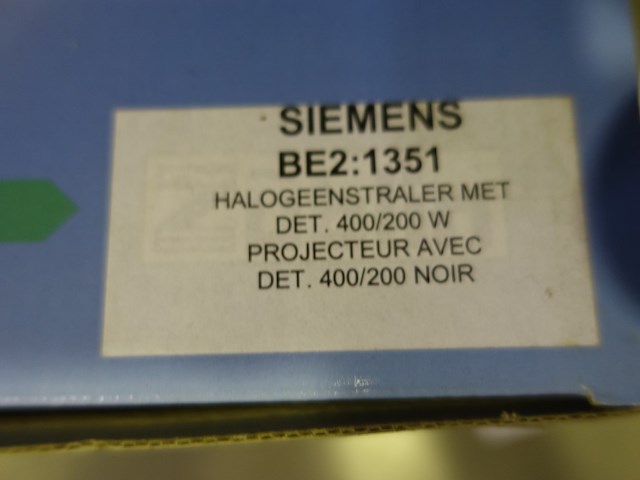 SIEMENS
BE2:1351
HALOGEENSTRALER MET
DET. 400/200 W
PROJECTEUR AVEC
DET. 400/200 NOIR